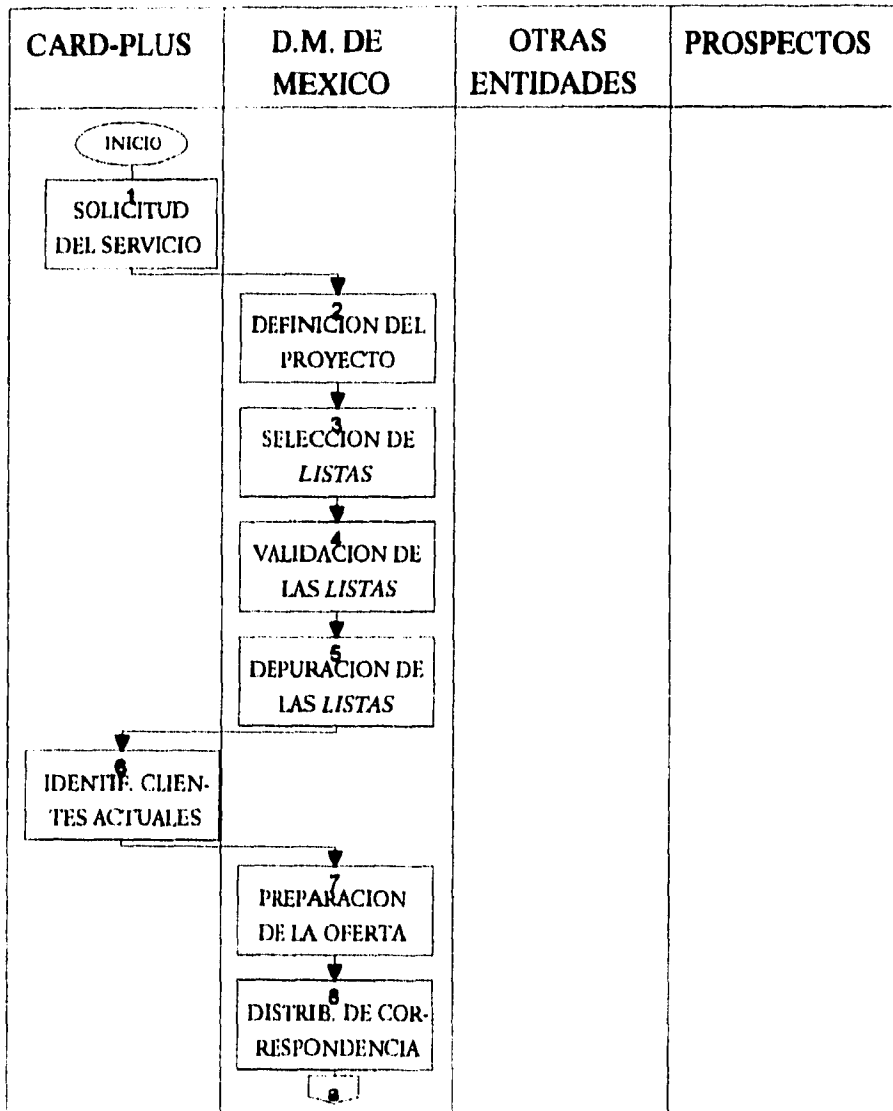 CARD-PLUS
D.M. DE
MEXICO
OTRAS
ENTIDADES
PROSPECTOS
INICIO
1
SOLICITUD
DEL SERVICIO
2
DEFINICION DEL
PROYECTO
3
SELECCION DE
LISTAS
4
VALIDACION DE
LAS LISTAS
5
DEPURACION DE
LAS LISTAS
6
IDENTIF. CLIEN-
TES ACTUALES
7
PREPARACION
DE LA OFERTA
8
DISTRIB. DE COR-
RESPONDENCIA
a